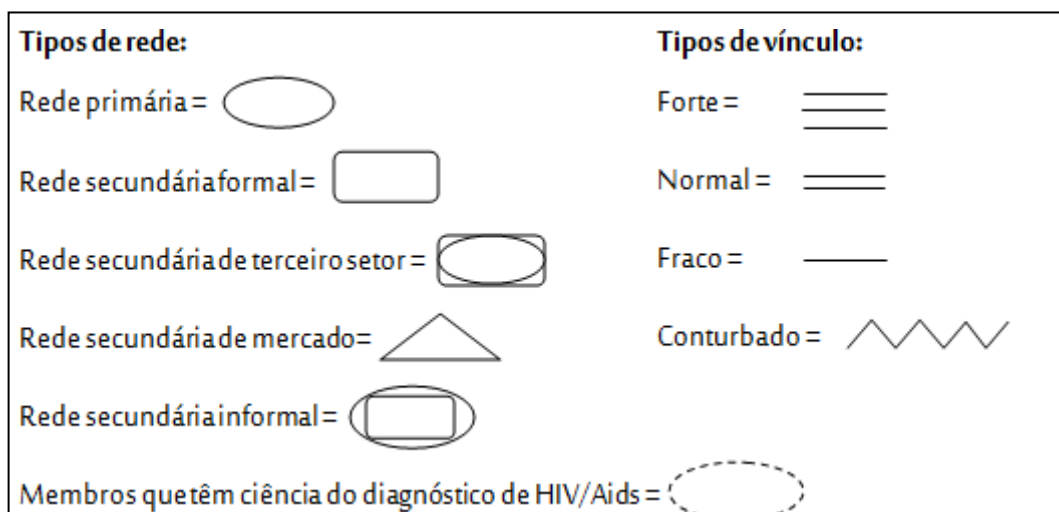 Tipos de rede:
Rede primária =
Rede secundária formal =
Rede secundária de terceiro setor =
Rede secundária de mercado=
Rede secundária informal =
Membros que têm ciência do diagnóstico de HIV/Aids =
Tipos de vínculo:
Forte =
Normal =
Fraco =
Conturbado =